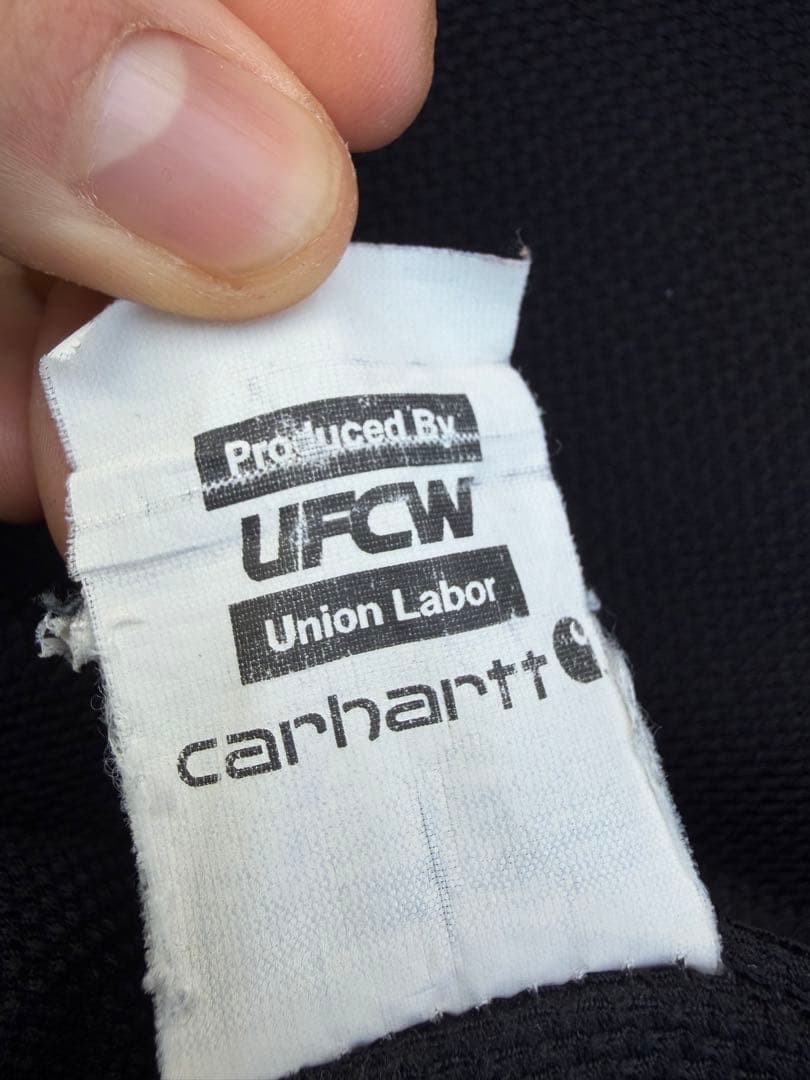 Produced By
UFCW
Union Labor
carhartt